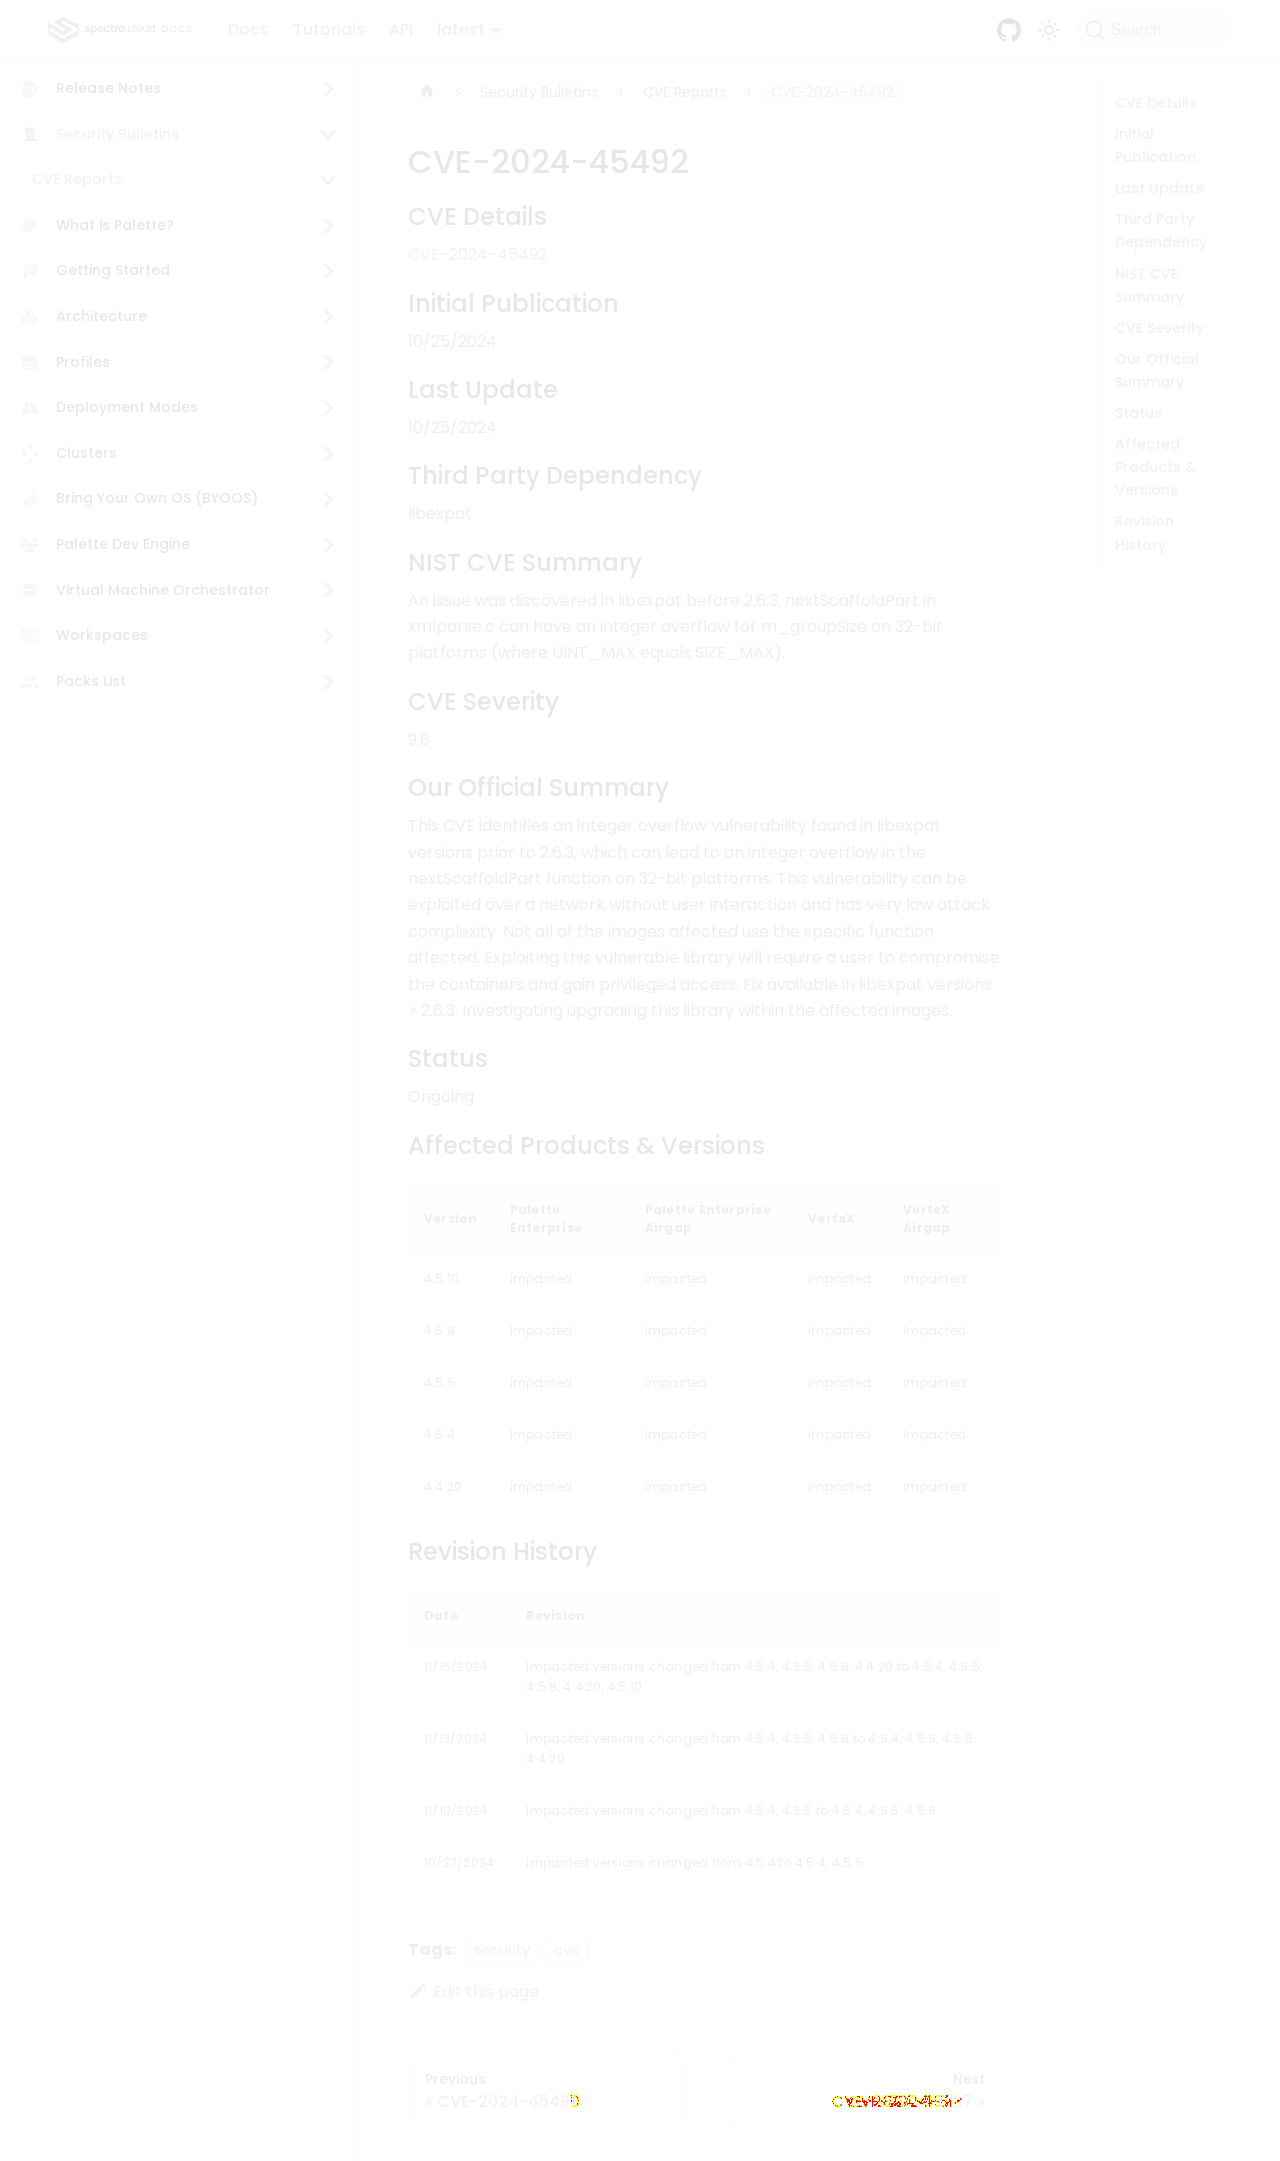 spectro cloud DOCS
Docs
Tutorials
API
latest
Search
Release Notes
Security Bulletins
CVE Reports
What is Palette?
Getting Started
Architecture
Profiles
Deployment Modes
Clusters
Bring Your Own OS (BYOOS)
Palette Dev Engine
Virtual Machine Orchestrator
Workspaces
Packs List
Security Bulletins
CVE Reports
CVE-2024-45492
CVE-2024-45492
CVE Details
CVE-2024-45492
Initial Publication
10/25/2024
Last Update
10/25/2024
Third Party Dependency
libexpat
NIST CVE Summary
An issue was discovered in libexpat before 2.6.3. nextScaffoldPart in
xmlparse.c can have an integer overflow for m_groupSize on 32-bit
platforms (where UINT_MAX equals SIZE_MAX).
CVE Severity
9.8
Our Official Summary
This CVE identifies an integer overflow vulnerability found in libexpat
versions prior to 2.6.3, which can lead to an integer overflow in the
nextScaffoldPart function on 32-bit platforms. This vulnerability can be
exploited over a network without user interaction and has very low attack
complexity. Not all of the images affected use the specific function
affected. Exploiting this vulnerable library will require a user to compromise
the containers and gain privileged access. Fix available in libexpat versions
> 2.6.3. Investigating upgrading this library within the affected images.
Status
Ongoing
Affected Products & Versions
Version Palette Enterprise Palette Enterprise Airgap VerteX VerteX Airgap
4.5.10 Impacted Impacted Impacted Impacted
4.5.8 Impacted Impacted Impacted Impacted
4.5.5 Impacted Impacted Impacted Impacted
4.5.4 Impacted Impacted Impacted Impacted
4.4.20 Impacted Impacted Impacted Impacted
Revision History
Date Revision
11/15/2024 Impacted versions changed from 4.5.4, 4.5.5, 4.5.8, 4.4.20 to 4.5.4, 4.5.5,
4.5.8, 4.4.20, 4.5.10
11/13/2024 Impacted versions changed from 4.5.4, 4.5.5, 4.5.8 to 4.5.4, 4.5.5, 4.5.8,
4.4.20
11/10/2024 Impacted versions changed from 4.5.4, 4.5.5 to 4.5.4, 4.5.5, 4.5.8
10/27/2024 Impacted versions changed from 4.5.4 to 4.5.4, 4.5.5
Tags: security cve
Edit this page
Previous
« CVE-2024-4549
Next
CVE Details
Initial
Publication
Last Update
Third Party
Dependency
NIST CVE
Summary
CVE Severity
Our Official
Summary
Status
Affected
Products &
Versions
Revision
History